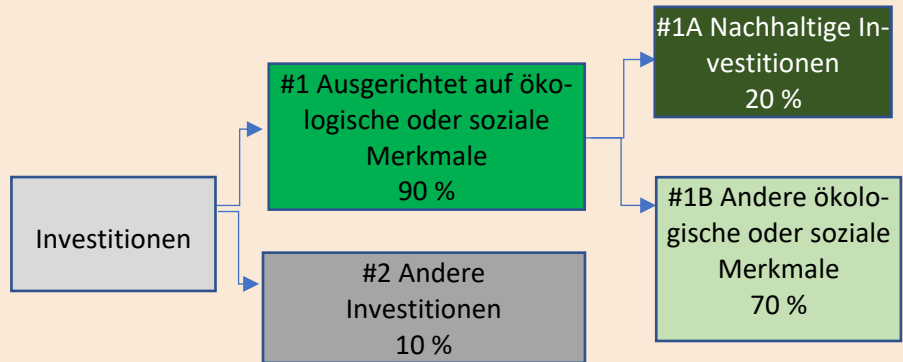 Investitionen
#1 Ausgerichtet auf öko-
logische oder soziale
Merkmale
90 %
#2 Andere
Investitionen
10 %
#1A Nachhaltige In-
vestitionen
20 %
#1B Andere ökolo-
gische oder soziale
Merkmale
70 %